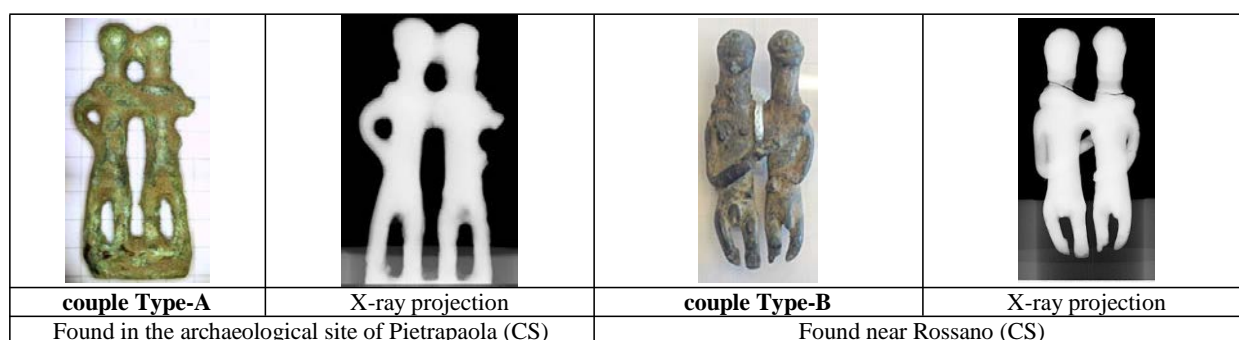 couple Type-A X-ray projection couple Type-B X-ray projection
Found in the archaeological site of Pietrapaola (CS) Found near Rossano (CS)